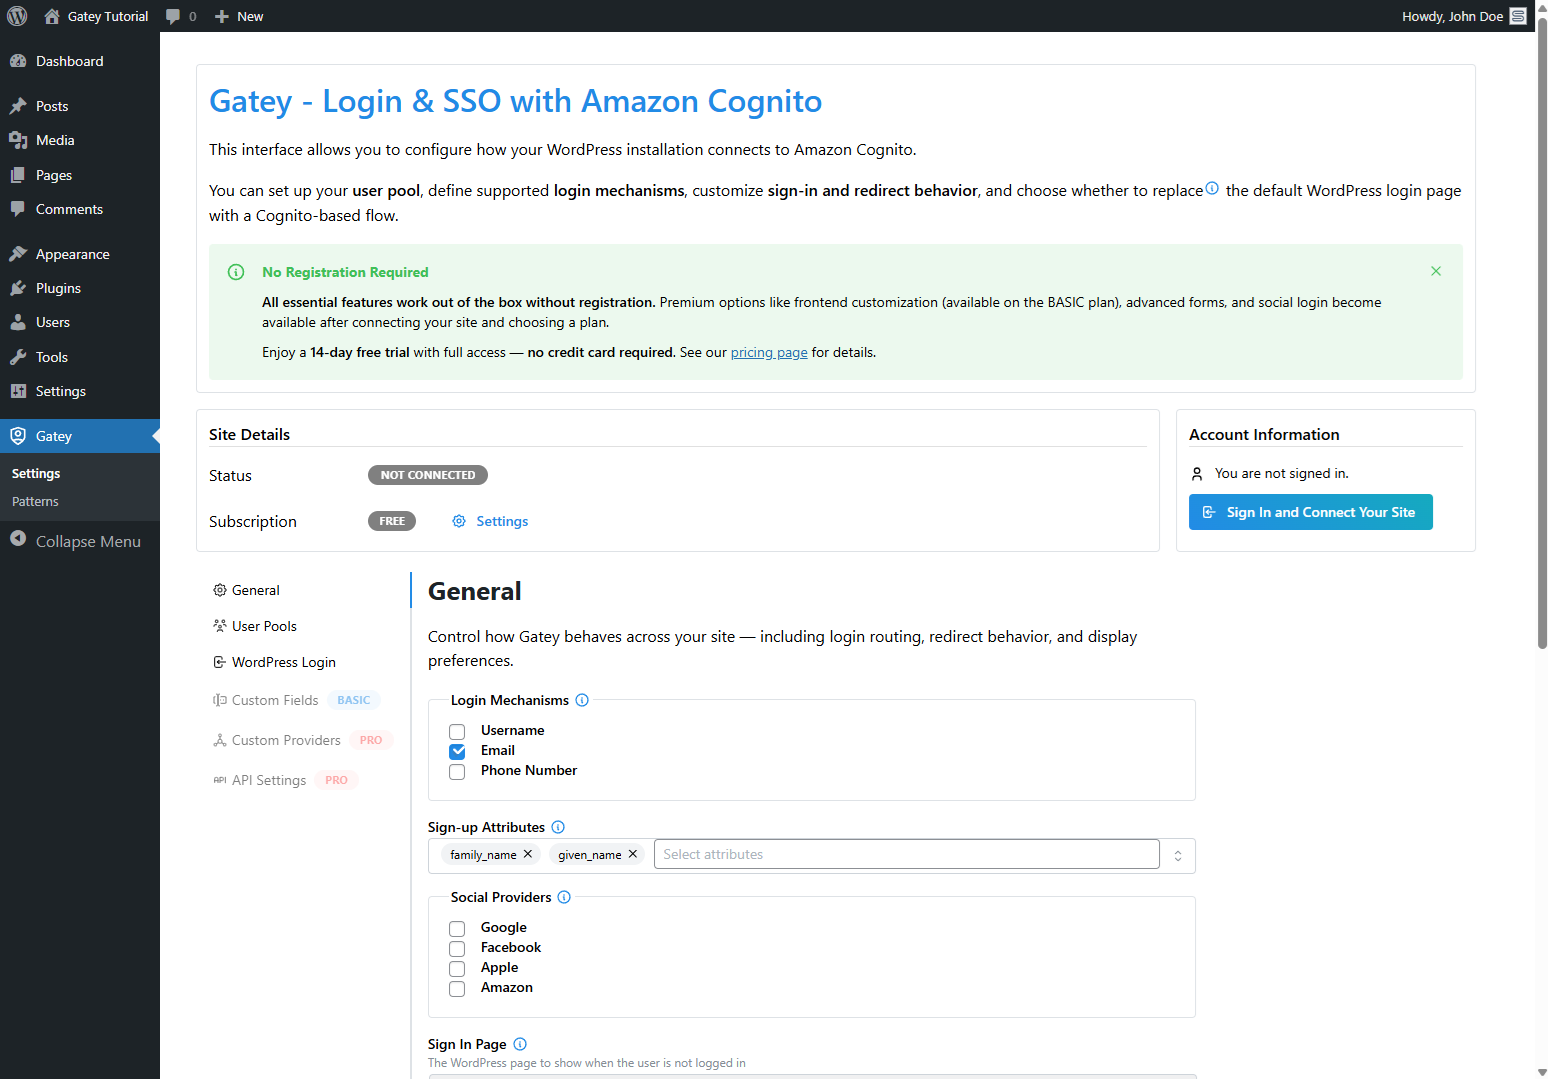 Gatey Tutorial
0
New
Howdy, John Doe
Dashboard
Posts
Media
Pages
Comments
Appearance
Plugins
Users
Tools
Settings
Gatey
Settings
Patterns
Collapse Menu
Gatey - Login & SSO with Amazon Cognito
This interface allows you to configure how your WordPress installation connects to Amazon Cognito.
You can set up your user pool, define supported login mechanisms, customize sign-in and redirect behavior, and choose whether to replace the default WordPress login page
with a Cognito-based flow.
No Registration Required
All essential features work out of the box without registration. Premium options like frontend customization (available on the BASIC plan), advanced forms, and social login become
available after connecting your site and choosing a plan.
Enjoy a 14-day free trial with full access — no credit card required. See our pricing page for details.
Site Details
Status
NOT CONNECTED
Subscription
FREE
Settings
Account Information
You are not signed in.
Sign In and Connect Your Site
General
User Pools
WordPress Login
Custom Fields
BASIC
Custom Providers
PRO
API
API Settings
PRO
General
Control how Gatey behaves across your site — including login routing, redirect behavior, and display
preferences.
Login Mechanisms
Username
Email
Phone Number
Sign-up Attributes
family_name
given_name
Select attributes
Social Providers
Google
Facebook
Apple
Amazon
Sign In Page
The WordPress page to show when the user is not logged in